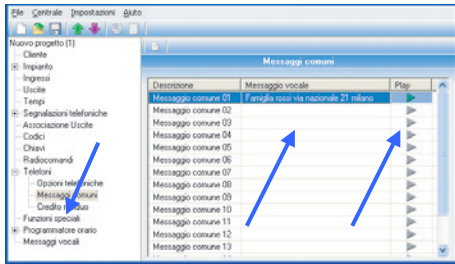 File Centrale Impostazioni Aiuto
Nuovo progetto (1)
Cliente
Impianto
Ingressi
Uscite
Tempi
Segnalazioni telefoniche
Associazione Uscite
Codici
Chiavi
Radiocomandi
Telefoni
Opzioni telefoniche
Messaggi comuni
Credito residuo
Funzioni speciali
Programmatore orario
Messaggi vocali
Messaggi comuni
Descrizione Messaggio vocale Play
Messaggio comune 01 Famiglia rossi via nazionale 21 milano
Messaggio comune 02
Messaggio comune 03
Messaggio comune 04
Messaggio comune 05
Messaggio comune 06
Messaggio comune 07
Messaggio comune 08
Messaggio comune 09
Messaggio comune 10
Messaggio comune 11
Messaggio comune 12
Messaggio comune 13